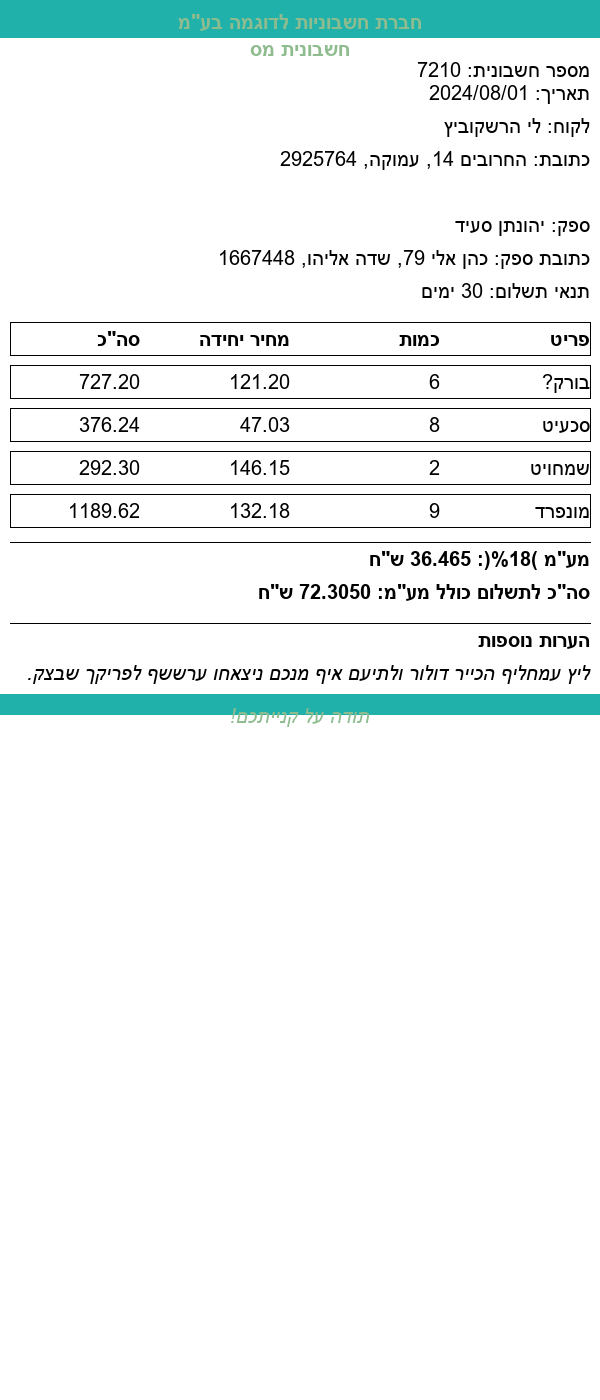 חברת חשבוניות לדוגמה בע"מ
חשבונית מס
מספר חשבונית: 7210
תאריך: 2024/08/01
לקוח: לי הרשקוביץ
כתובת: החרובים 14, עמוקה, 2925764
ספק: יהונתן סעיד
כתובת ספק: כהן אלי 79, שדה אליהו, 1667448
תנאי תשלום: 30 ימים
פריט כמות מחיר יחידה סה"כ
בורק? 6 121.20 727.20
סכעיט 8 47.03 376.24
שמחויט 2 146.15 292.30
מונפרד 9 132.18 1189.62
מע"מ )18%(: 36.465 ש"ח
סה"כ לתשלום כולל מע"מ: 72.3050 ש"ח
הערות נוספות
ליץ עמחליף הכייר דולור ולתיעם איף מנכם ניצאחו ערששף לפריקך שבצק.
תודה על קנייתכם!